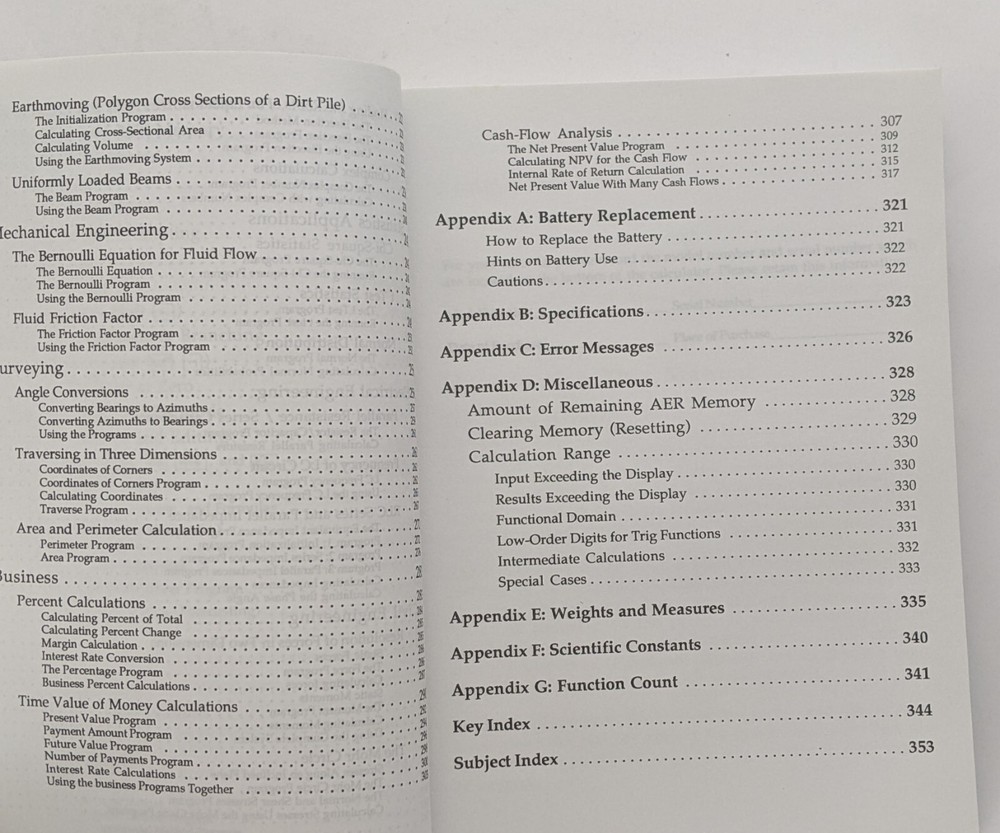 Earthmoving (Polygon Cross Sections of a Dirt Pile) . . . .
The Initialization Program . . . .
Calculating Cross-Sectional Area . . . .
Calculating Volume . . . .
Using the Earthmoving System . . . .
Uniformly Loaded Beams . . . .
The Beam Program . . . .
Using the Beam Program . . . .
lechanical Engineering . . . .
The Bernoulli Equation for Fluid Flow . . . .
The Bernoulli Equation . . . .
The Bernoulli Program . . . .
Using the Bernoulli Program . . . .
Fluid Friction Factor . . . .
The Friction Factor Program . . . .
Using the Friction Factor Program . . . .
urveying . . . .
Angle Conversions . . . .
Converting Bearings to Azimuths . . . .
Converting Azimuths to Bearings . . . .
Using the Programs . . . .
Traversing in Three Dimensions . . . .
Coordinates of Corners . . . .
Coordinates of Corners Program . . . .
Calculating Coordinates . . . .
Traverse Program . . . .
Area and Perimeter Calculation . . . .
Perimeter Program . . . .
Area Program . . . .
usiness . . . .
Percent Calculations . . . .
Calculating Percent of Total . . . .
Calculating Percent Change . . . .
Margin Calculation . . . .
Interest Rate Conversion . . . .
The Percentage Program . . . .
Business Percent Calculations . . . .
Time Value of Money Calculations . . . .
Present Value Program . . . .
Payment Amount Program . . . .
Future Value Program . . . .
Number of Payments Program . . . .
Interest Rate Calculations . . . .
Using the business Programs Together . . . .
Cash-Flow Analysis . . . . 307
The Net Present Value Program . . . . 309
Calculating NPV for the Cash Flow . . . . 312
Internal Rate of Return Calculation . . . . 315
Net Present Value With Many Cash Flows . . . . 317
Appendix A: Battery Replacement . . . . 321
How to Replace the Battery . . . . 321
Hints on Battery Use . . . . 322
Cautions . . . . 322
Appendix B: Specifications . . . . 323
Appendix C: Error Messages . . . . 326
Appendix D: Miscellaneous . . . . 328
Amount of Remaining AER Memory . . . . 328
Clearing Memory (Resetting) . . . . 329
Calculation Range . . . . 330
Input Exceeding the Display . . . . 330
Results Exceeding the Display . . . . 330
Functional Domain . . . . 331
Low-Order Digits for Trig Functions . . . . 331
Intermediate Calculations . . . . 332
Special Cases . . . . 333
Appendix E: Weights and Measures . . . . 335
Appendix F: Scientific Constants . . . . 340
Appendix G: Function Count . . . . 341
Key Index . . . . 344
Subject Index . . . . 353